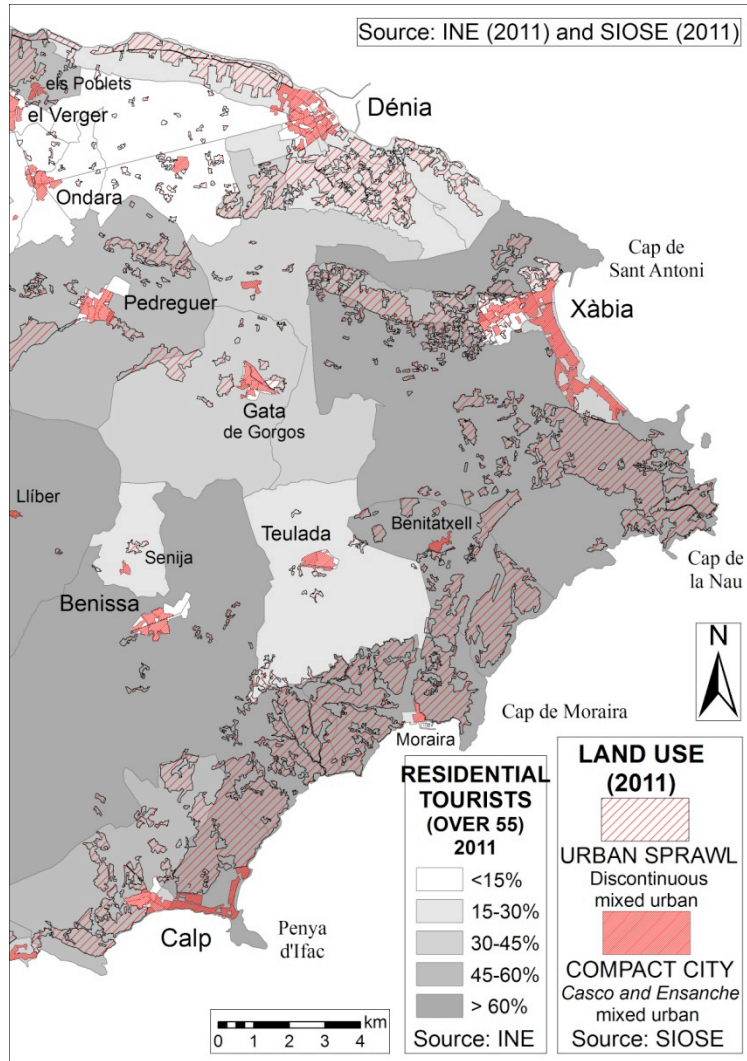 Source: INE (2011) and SIOSE (2011)
els Poblets
el Verger
Dénia
Ondara
Cap de
Sant Antoni
Pedreguer
Xàbia
Gata
de Gorgos
Llíber
Teulada
Benitatxell
Senija
Cap de
la Nau
Benissa
N
Cap de Moraira
Moraira
RESIDENTIAL
TOURISTS
(OVER 55)
2011
<15%
15-30%
30-45%
45-60%
> 60%
Source: INE
LAND USE
(2011)
URBAN SPRAWL
Discontinuous
mixed urban
COMPACT CITY
Casco and Ensanche
mixed urban
Source: SIOSE
Calp
Penya
d'Ifac
km
0 1 2 3 4